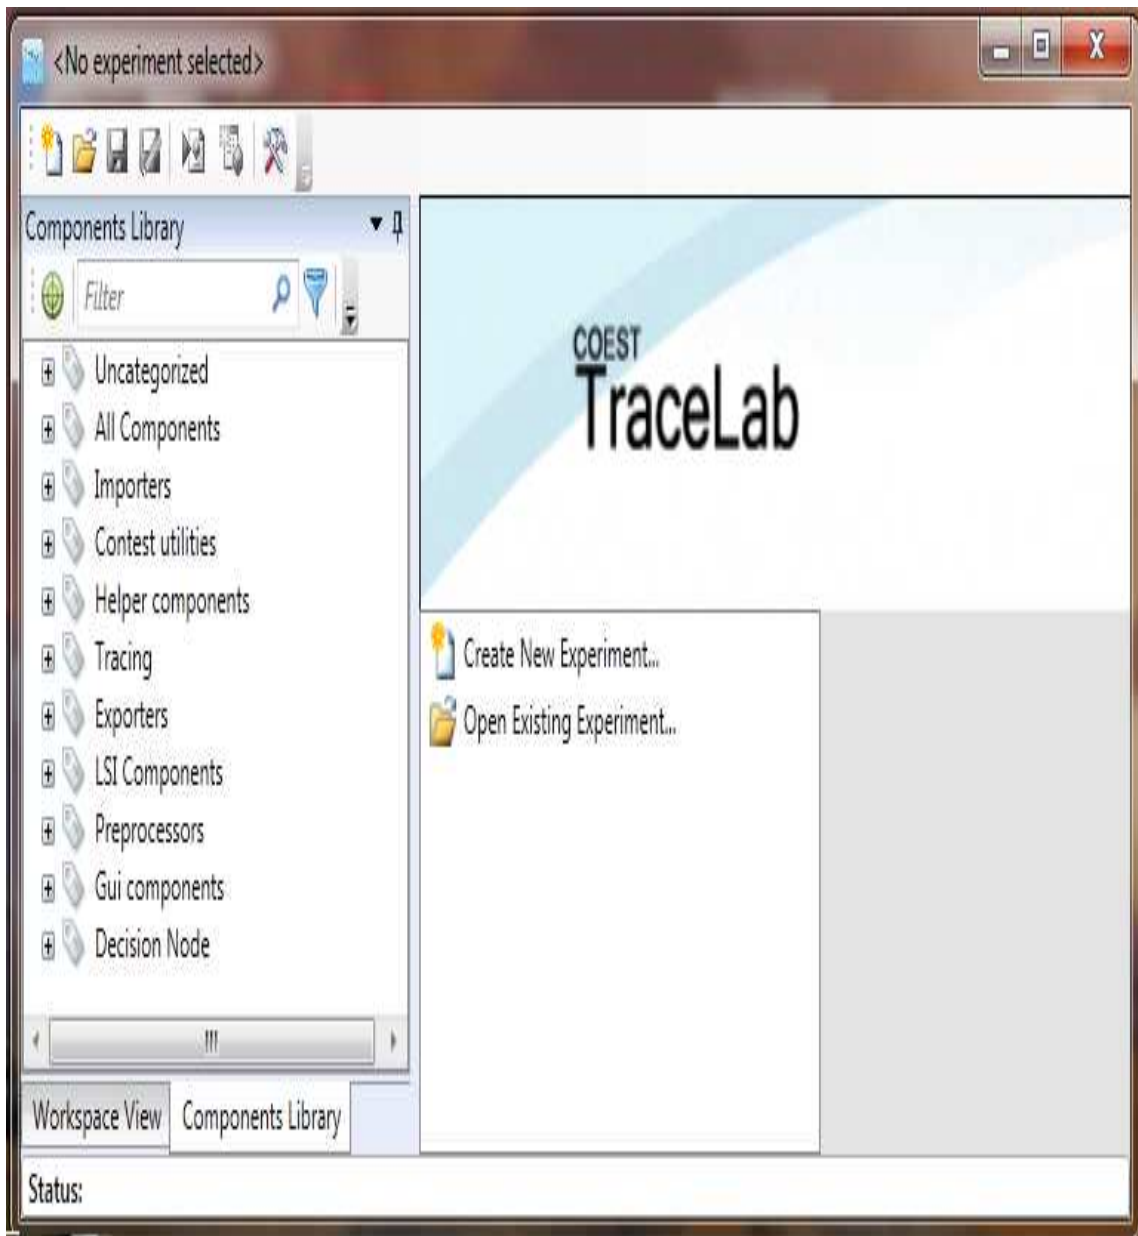 <No experiment selected>
Components Library
Filter
Uncategorized
All Components
Importers
Contest utilities
Helper components
Tracing
Exporters
LSI Components
Preprocessors
Gui components
Decision Node
Workspace View
Components Library
COEST
TraceLab
Create New Experiment...
Open Existing Experiment...
Status: